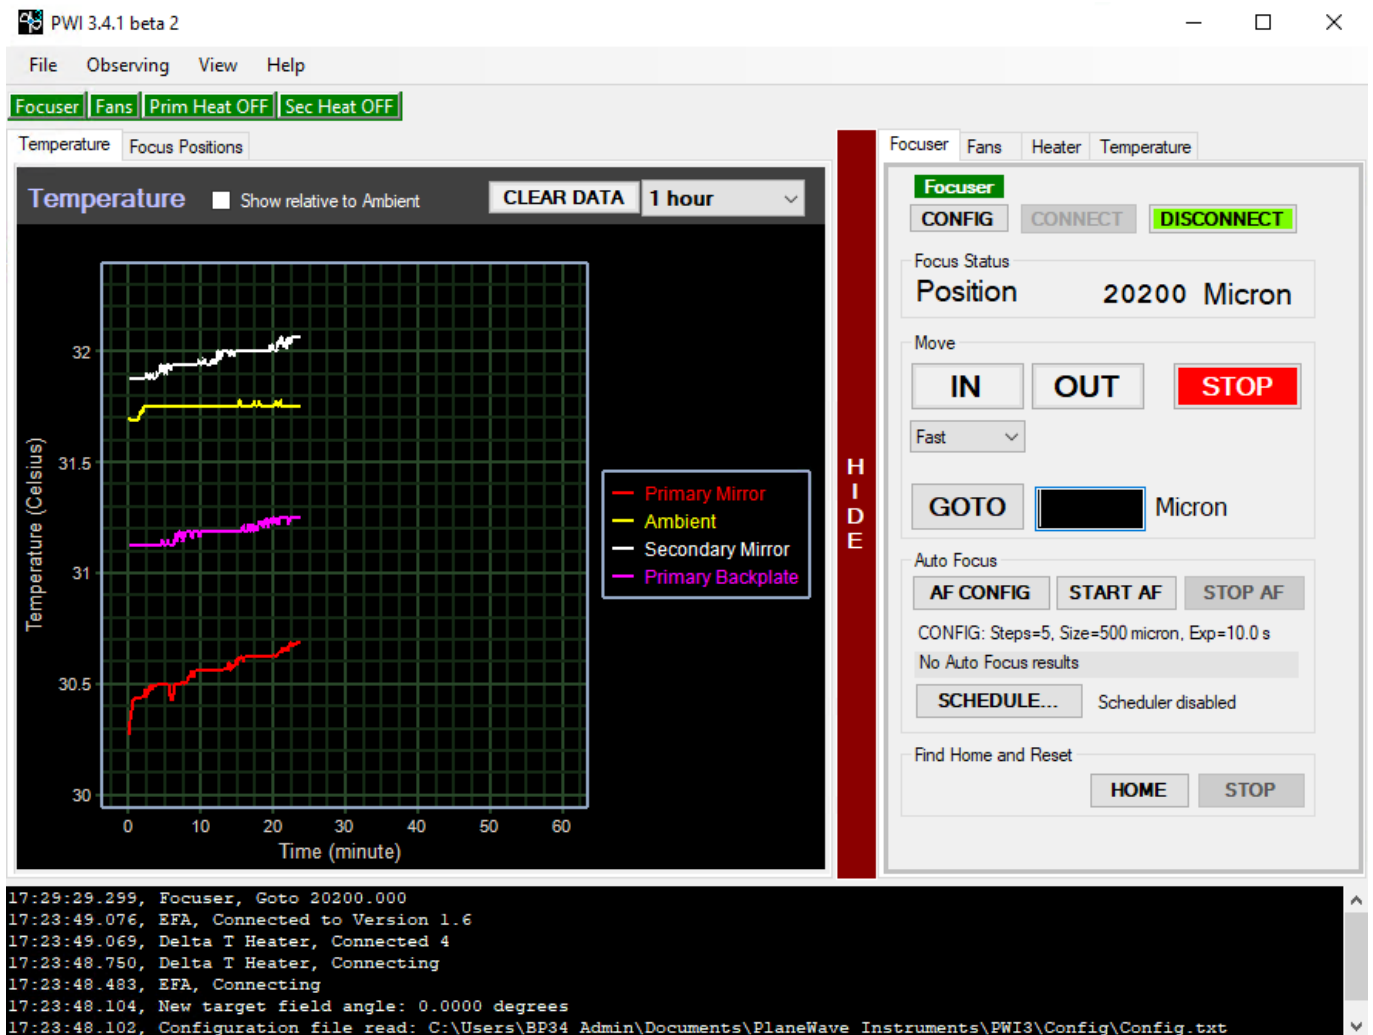 PWI 3.4.1 beta 2
File Observing View Help
Focuser Fans Prim Heat OFF Sec Heat OFF
Temperature Focus Positions
Temperature Show relative to Ambient CLEAR DATA 1 hour
32
31.5
31
30.5
30
Temperature (Celsius)
0 10 20 30 40 50 60
Time (minute)
Primary Mirror
Ambient
Secondary Mirror
Primary Backplate
HIDE
Focuser Fans Heater Temperature
Focuser
CONFIG CONNECT DISCONNECT
Focus Status
Position 20200 Micron
Move
IN OUT STOP
Fast
GOTO Micron
Auto Focus
AF CONFIG START AF STOP AF
CONFIG: Steps=5, Size=500 micron, Exp=10.0 s
No Auto Focus results
SCHEDULE... Scheduler disabled
Find Home and Reset
HOME STOP
17:29:29.299, Focuser, Goto 20200.000
17:23:49.076, EFA, Connected to Version 1.6
17:23:49.069, Delta T Heater, Connected 4
17:23:48.750, Delta T Heater, Connecting
17:23:48.483, EFA, Connecting
17:23:48.104, New target field angle: 0.0000 degrees
17:23:48.102, Configuration file read: C:\Users\BP34 Admin\Documents\PlaneWave Instruments\PWI3\Config\Config.txt